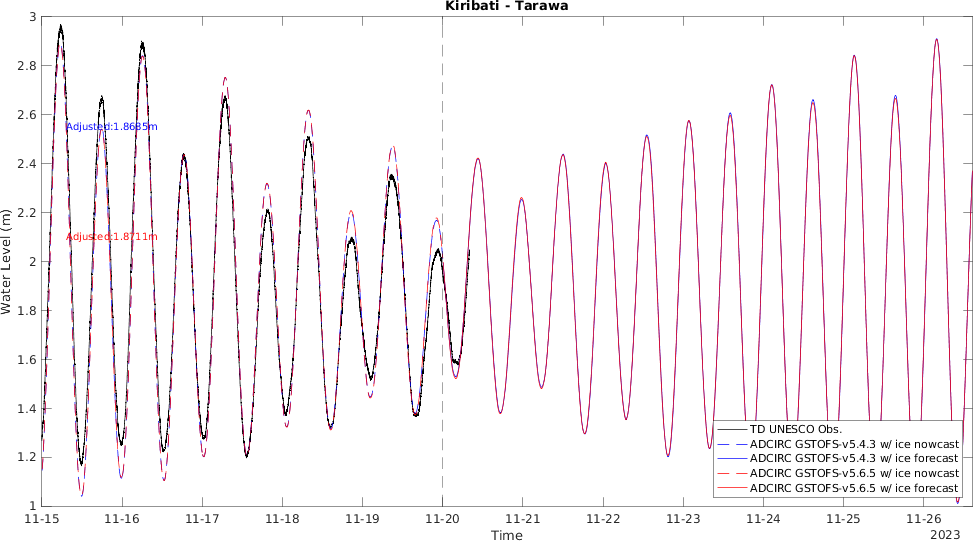 Kiribati - Tarawa
3
2.8
2.6
2.4
2.2
2
1.8
1.6
1.4
1.2
1
Water Level (m)
Adjusted:1.8685m
Adjusted:1.8711m
TD UNESCO Obs.
ADCIRC GSTOFS-v5.4.3 w/ ice nowcast
ADCIRC GSTOFS-v5.4.3 w/ ice forecast
ADCIRC GSTOFS-v5.6.5 w/ ice nowcast
ADCIRC GSTOFS-v5.6.5 w/ ice forecast
11-15 11-16 11-17 11-18 11-19 11-20 11-21 11-22 11-23 11-24 11-25 11-26
Time
2023